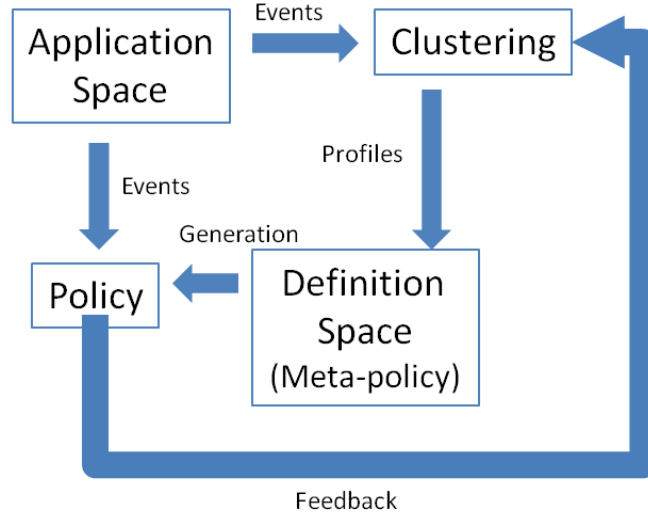 Events
Application
Space
Clustering
Profiles
Events
Generation
Policy
Definition
Space
(Meta-policy)
Feedback